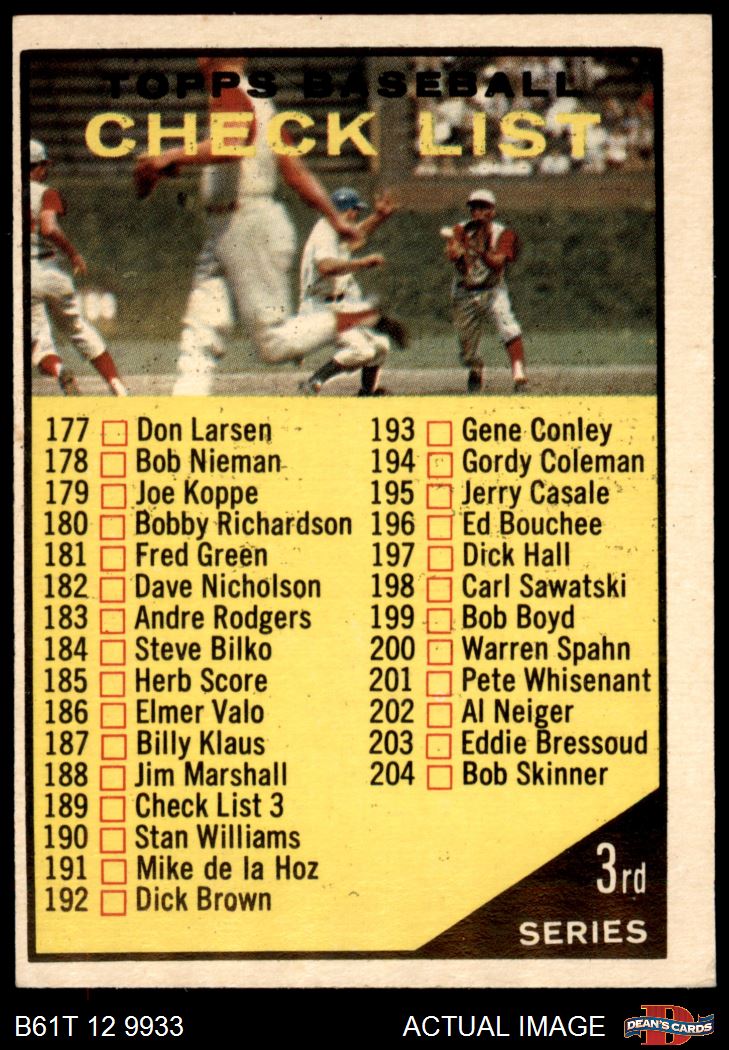 TOPPS BASEBALL
CHECK LIST
177 Don Larsen
178 Bob Nieman
179 Joe Koppe
180 Bobby Richardson
181 Fred Green
182 Dave Nicholson
183 Andre Rodgers
184 Steve Bilko
185 Herb Score
186 Elmer Valo
187 Billy Klaus
188 Jim Marshall
189 Check List 3
190 Stan Williams
191 Mike de la Hoz
192 Dick Brown
193 Gene Conley
194 Gordy Coleman
195 Jerry Casale
196 Ed Bouchee
197 Dick Hall
198 Carl Sawatski
199 Bob Boyd
200 Warren Spahn
201 Pete Whisenant
202 Al Neiger
203 Eddie Bressoud
204 Bob Skinner
3rd
SERIES
B61T 12 9933
ACTUAL IMAGE
DEAN'S CARDS